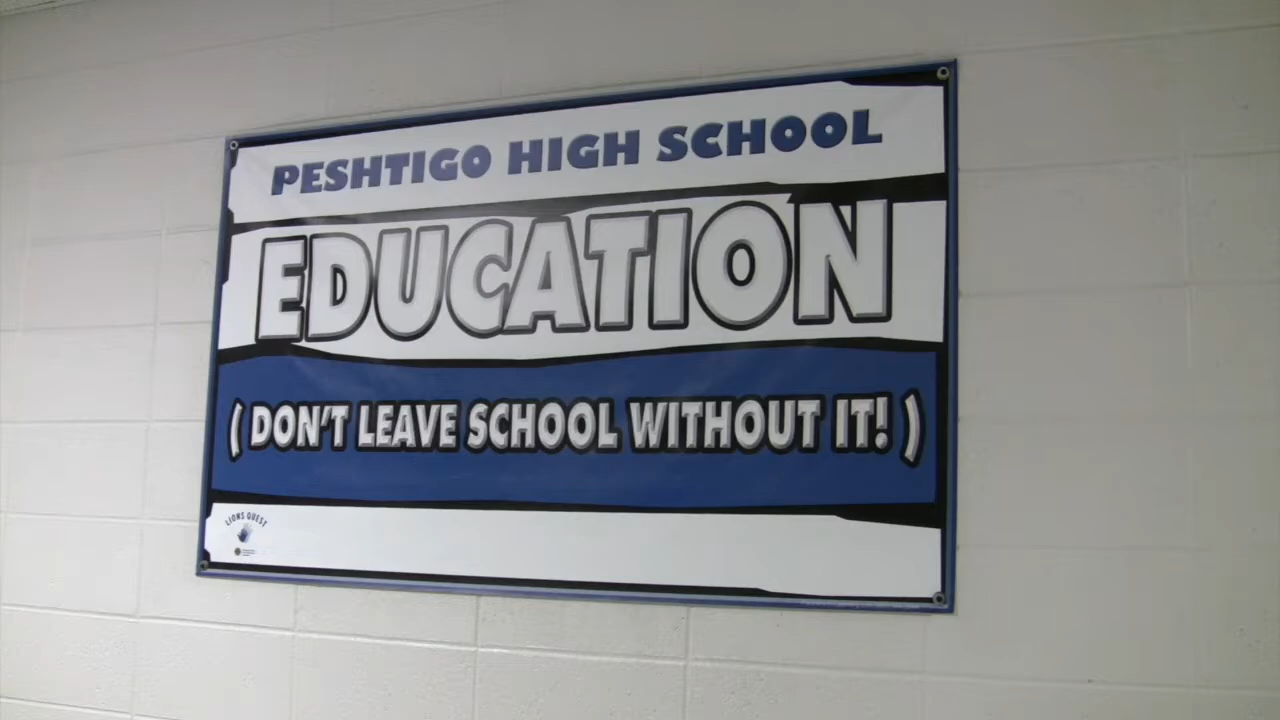 PESHTIGO HIGH SCHOOL
EDUCATION
( DON'T LEAVE SCHOOL WITHOUT IT! )
LIONS QUEST